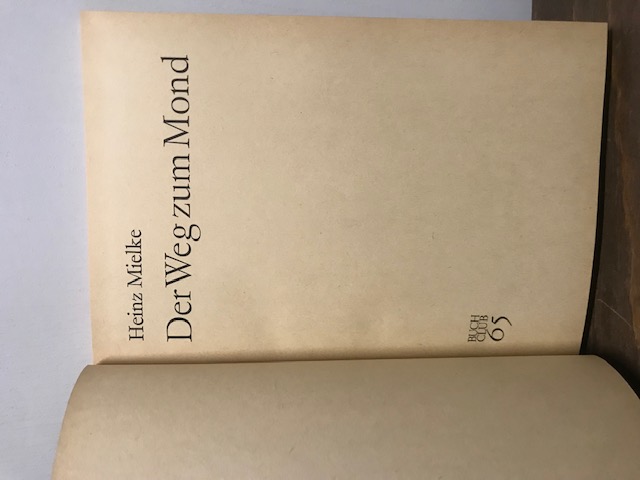 Heinz Mielke
Der Weg zum Mond
BUCH
CLUB
65